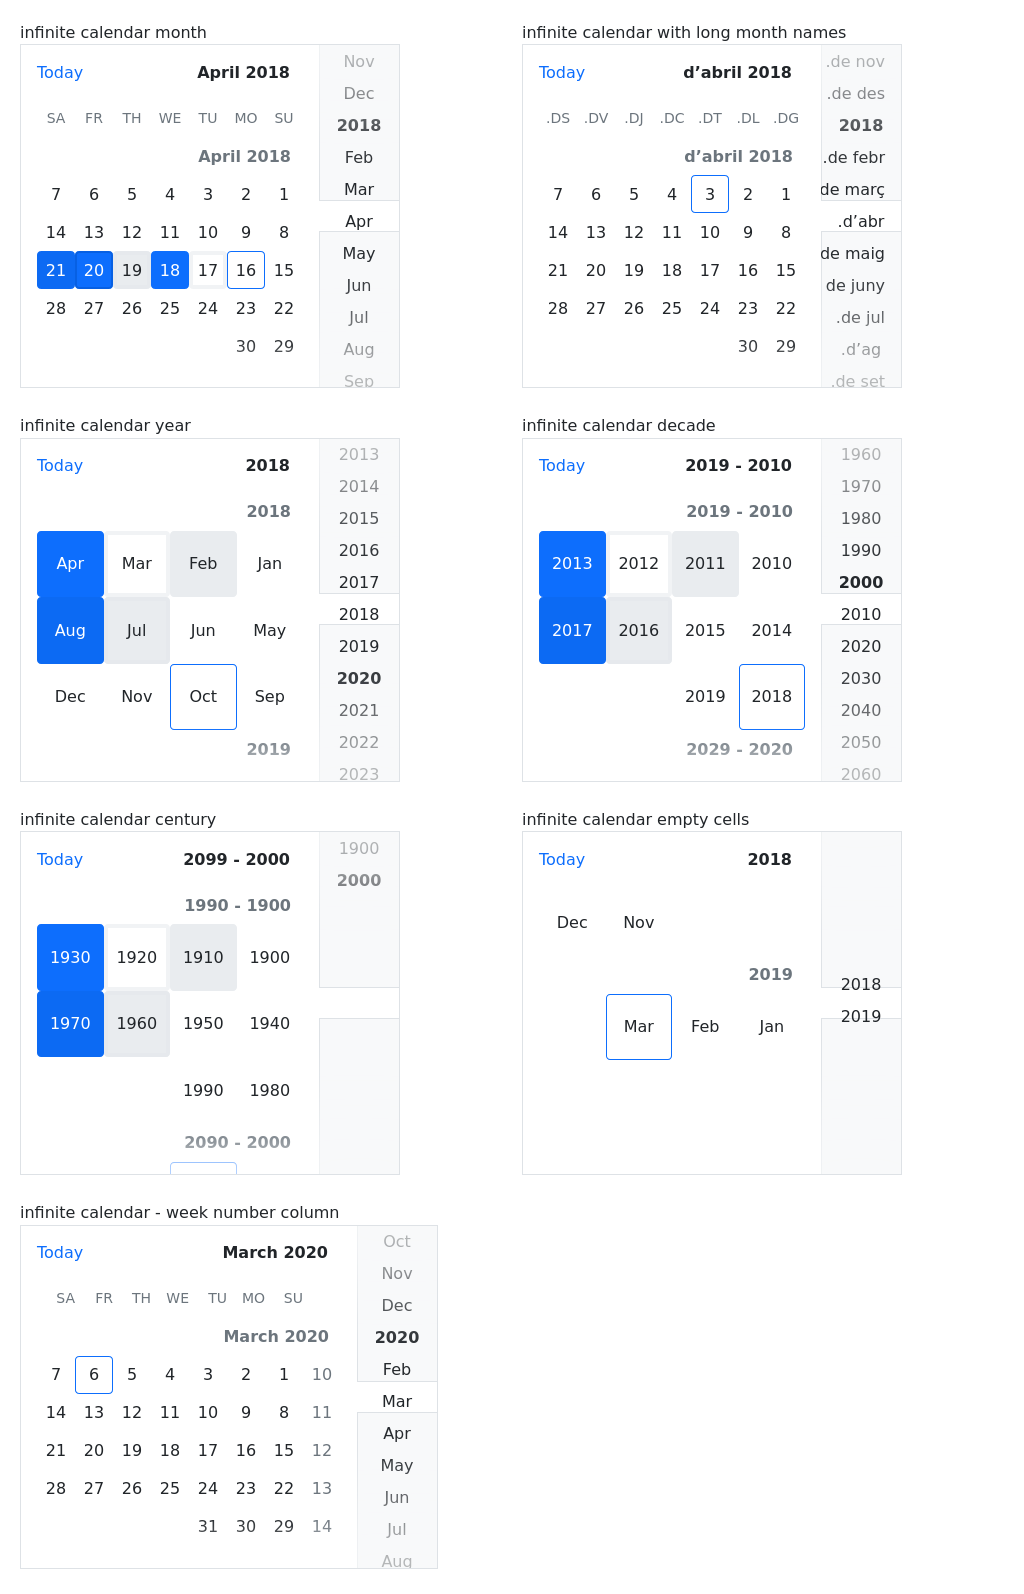 infinite calendar month
Today April 2018
SA FR TH WE TU MO SU
April 2018
7 6 5 4 3 2 1
14 13 12 11 10 9 8
21 20 19 18 17 16 15
28 27 26 25 24 23 22
30 29
Nov
Dec
2018
Feb
Mar
Apr
May
Jun
Jul
Aug
Sep
infinite calendar with long month names
Today d’abril 2018
.DS .DV .DJ .DC .DT .DL .DG
d’abril 2018
7 6 5 4 3 2 1
14 13 12 11 10 9 8
21 20 19 18 17 16 15
28 27 26 25 24 23 22
30 29
.de nov
.de des
2018
.de febr
de març
.d’abr
de maig
de juny
.de jul
.d’ag
.de set
infinite calendar year
Today 2018
2018
Apr Mar Feb Jan
Aug Jul Jun May
Dec Nov Oct Sep
2019
2013
2014
2015
2016
2017
2018
2019
2020
2021
2022
2023
infinite calendar decade
Today 2019 - 2010
2019 - 2010
2013 2012 2011 2010
2017 2016 2015 2014
2019 2018
2029 - 2020
1960
1970
1980
1990
2000
2010
2020
2030
2040
2050
2060
infinite calendar century
Today 2099 - 2000
1990 - 1900
1930 1920 1910 1900
1970 1960 1950 1940
1990 1980
2090 - 2000
1900
2000
infinite calendar empty cells
Today 2018
Dec Nov
2019
Mar Feb Jan
2018
2019
infinite calendar - week number column
Today March 2020
SA FR TH WE TU MO SU
March 2020
7 6 5 4 3 2 1 10
14 13 12 11 10 9 8 11
21 20 19 18 17 16 15 12
28 27 26 25 24 23 22 13
31 30 29 14
Oct
Nov
Dec
2020
Feb
Mar
Apr
May
Jun
Jul
Aug